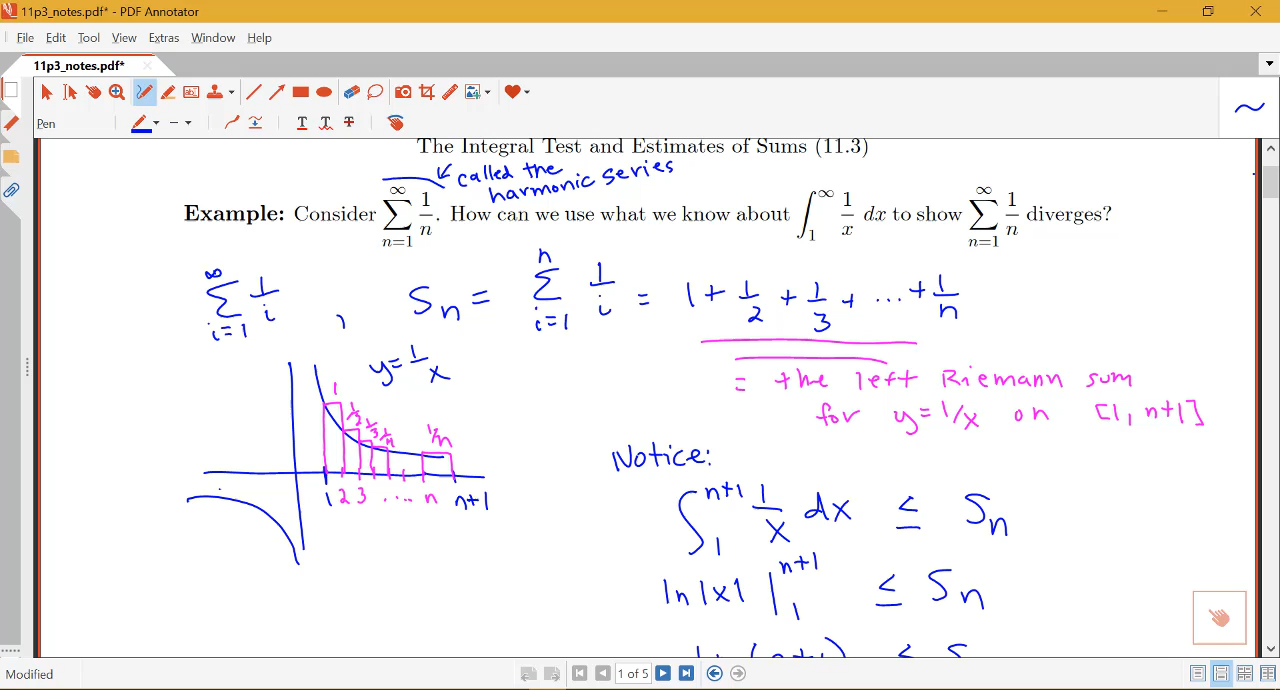 11p3_notes.pdf* - PDF Annotator
File Edit Tool View Extras Window Help
11p3_notes.pdf*
Pen
The Integral Test and Estimates of Sums (11.3)
called the
harmonic series
Example: Consider ∑_{n=1}^{∞} 1/n. How can we use what we know about ∫_1^∞ 1/x dx to show ∑_{n=1}^{∞} 1/n diverges?
∑_{i=1}^{∞} 1/i , S_n = ∑_{i=1}^{n} 1/i = 1 + 1/2 + 1/3 + ... + 1/n
y = 1/x
= the left Riemann sum
for y = 1/x on [1, n+1]
1 1/2 1/3 1/4 1/n
1 2 3 ..... n n+1
Notice:
∫_1^{n+1} 1/x dx ≤ S_n
ln|x| |_1^{n+1} ≤ S_n
Modified
1 of 5